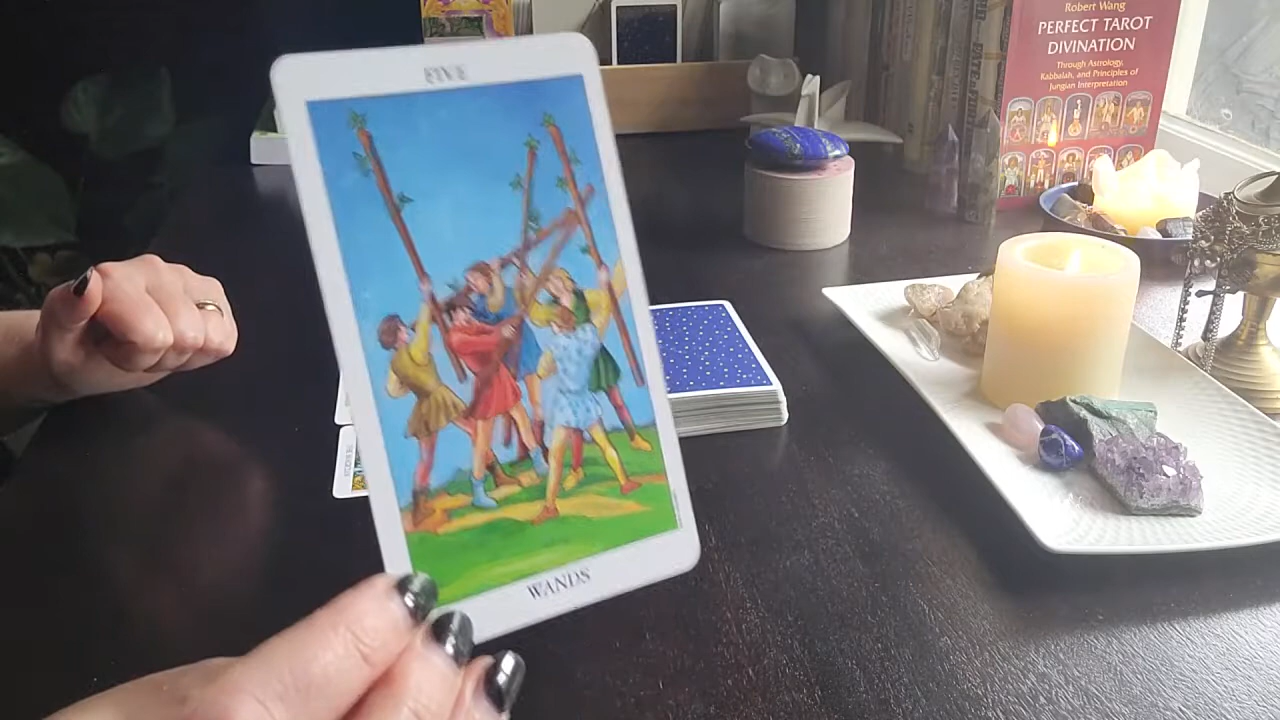 FIVE
WANDS
Robert Wang
PERFECT TAROT
DIVINATION
Through Astrology,
Kabbalah, and Principles of
Jungian Interpretation